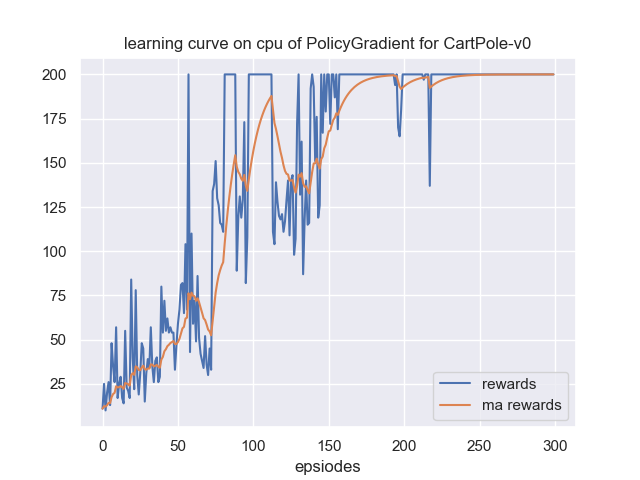 learning curve on cpu of PolicyGradient for CartPole-v0
200
175
150
125
100
75
50
25
0 50 100 150 200 250 300
epsiodes
rewards
ma rewards